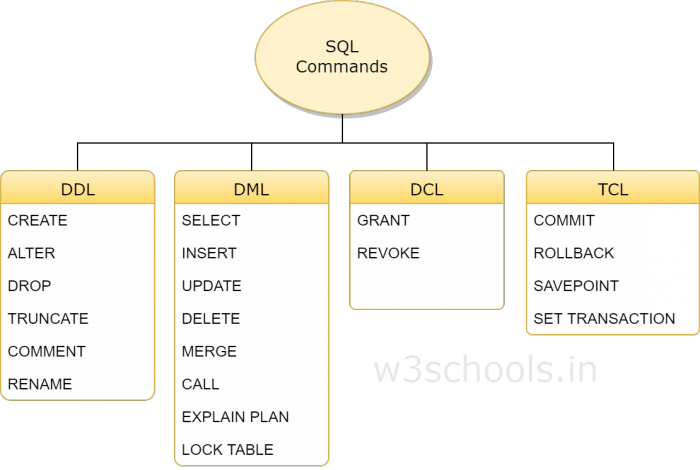 SQL
Commands
DDL
CREATE
ALTER
DROP
TRUNCATE
COMMENT
RENAME
DML
SELECT
INSERT
UPDATE
DELETE
MERGE
CALL
EXPLAIN PLAN
LOCK TABLE
DCL
GRANT
REVOKE
TCL
COMMIT
ROLLBACK
SAVEPOINT
SET TRANSACTION
w3schools.in